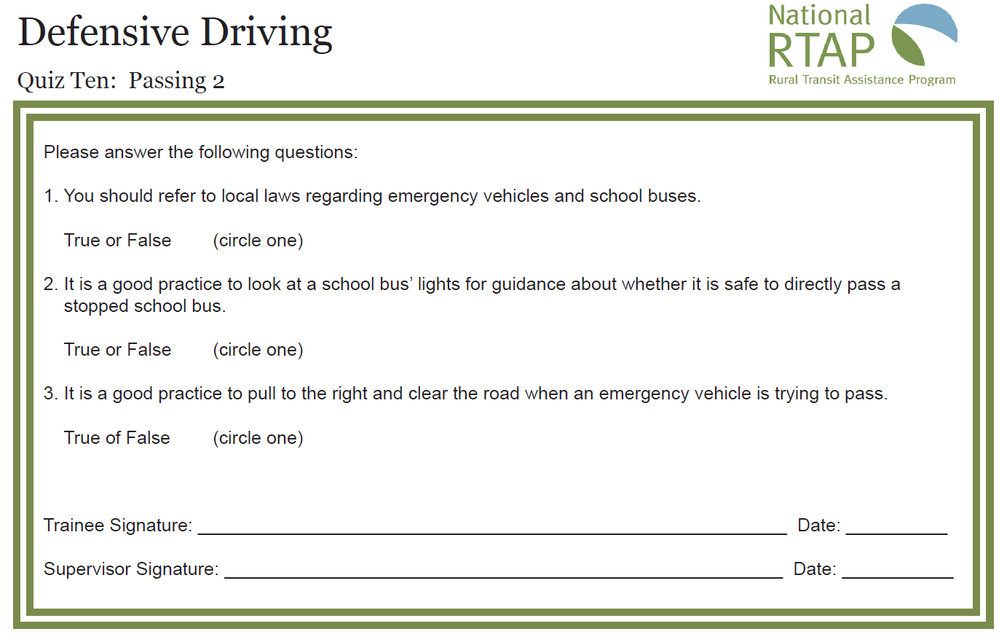 Defensive Driving
National
RTAP
Rural Transit Assistance Program
Quiz Ten:  Passing 2
Please answer the following questions:
1. You should refer to local laws regarding emergency vehicles and school buses.
True or False (circle one)
2. It is a good practice to look at a school bus’ lights for guidance about whether it is safe to directly pass a
stopped school bus.
True or False (circle one)
3. It is a good practice to pull to the right and clear the road when an emergency vehicle is trying to pass.
True of False (circle one)
Trainee Signature: Date:
Supervisor Signature: Date: